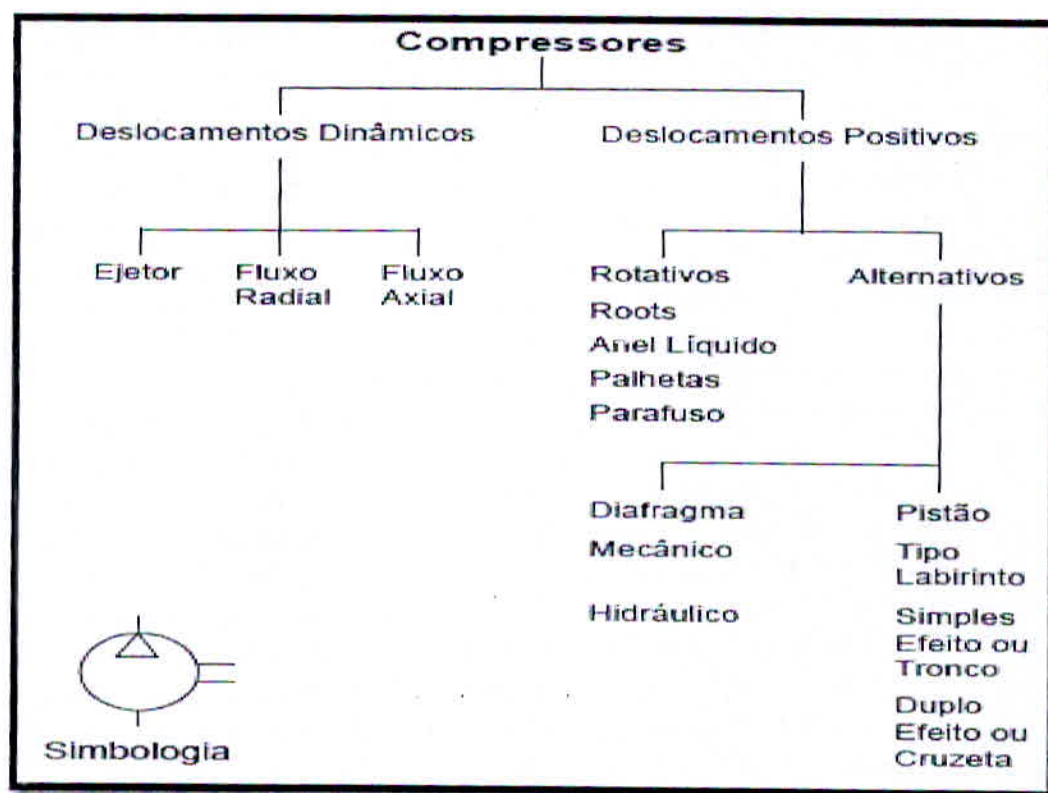 Compressores
Deslocamentos Dinâmicos
Deslocamentos Positivos
Ejetor
Fluxo
Radial
Fluxo
Axial
Rotativos
Roots
Anel Líquido
Palhetas
Parafuso
Alternativos
Diafragma
Mecânico
Hidráulico
Pistão
Tipo
Labirinto
Simples
Efeito ou
Tronco
Duplo
Efeito ou
Cruzeta
Simbologia